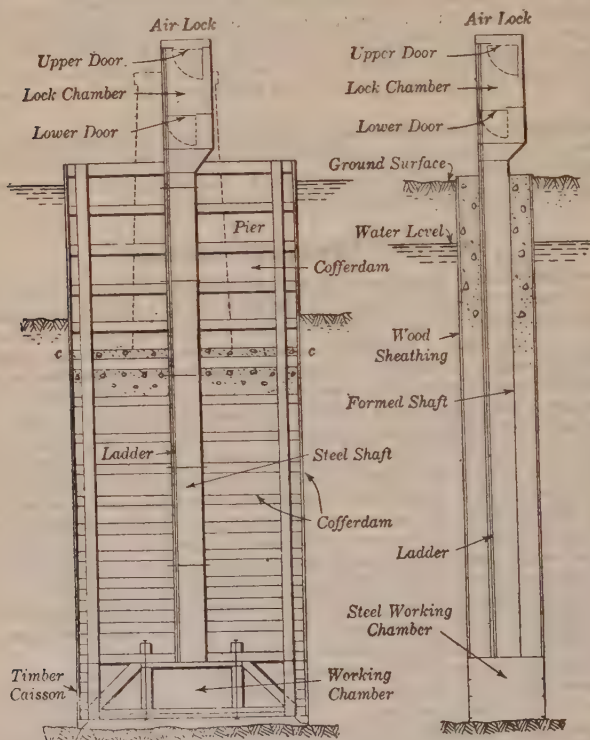 Air Lock
Upper Door
Lock Chamber
Lower Door
Pier
Cofferdam
c
c
Ladder
Steel Shaft
Cofferdam
Timber
Caisson
Working
Chamber
Air Lock
Upper Door
Lock Chamber
Lower Door
Ground Surface
Water Level
Wood
Sheathing
Formed Shaft
Ladder
Steel Working
Chamber